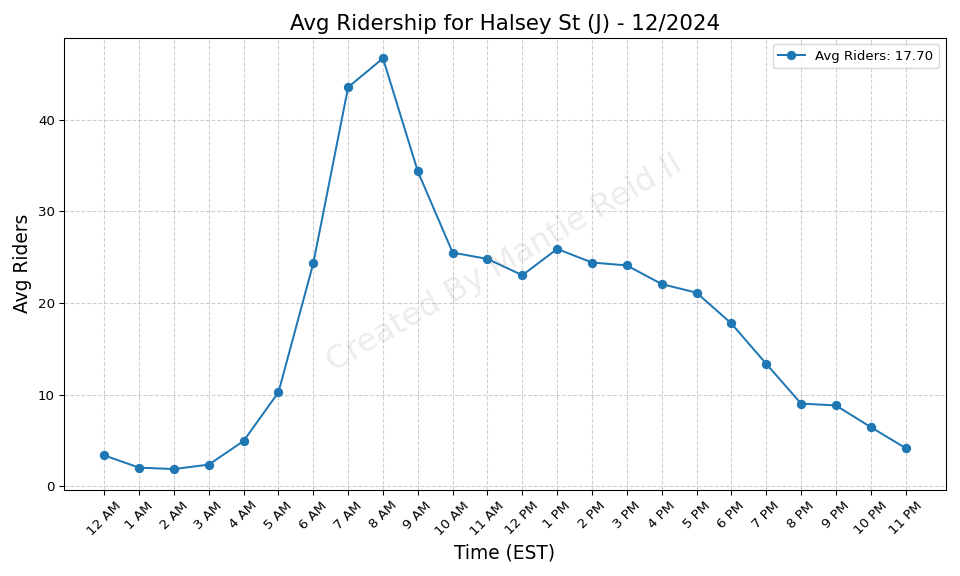 Avg Ridership for Halsey St (J) - 12/2024
Avg Riders: 17.70
Avg Riders
40
30
20
10
0
Created By Mantie Reid II
12 AM
1 AM
2 AM
3 AM
4 AM
5 AM
6 AM
7 AM
8 AM
9 AM
10 AM
11 AM
12 PM
1 PM
2 PM
3 PM
4 PM
5 PM
6 PM
7 PM
8 PM
9 PM
10 PM
11 PM
Time (EST)